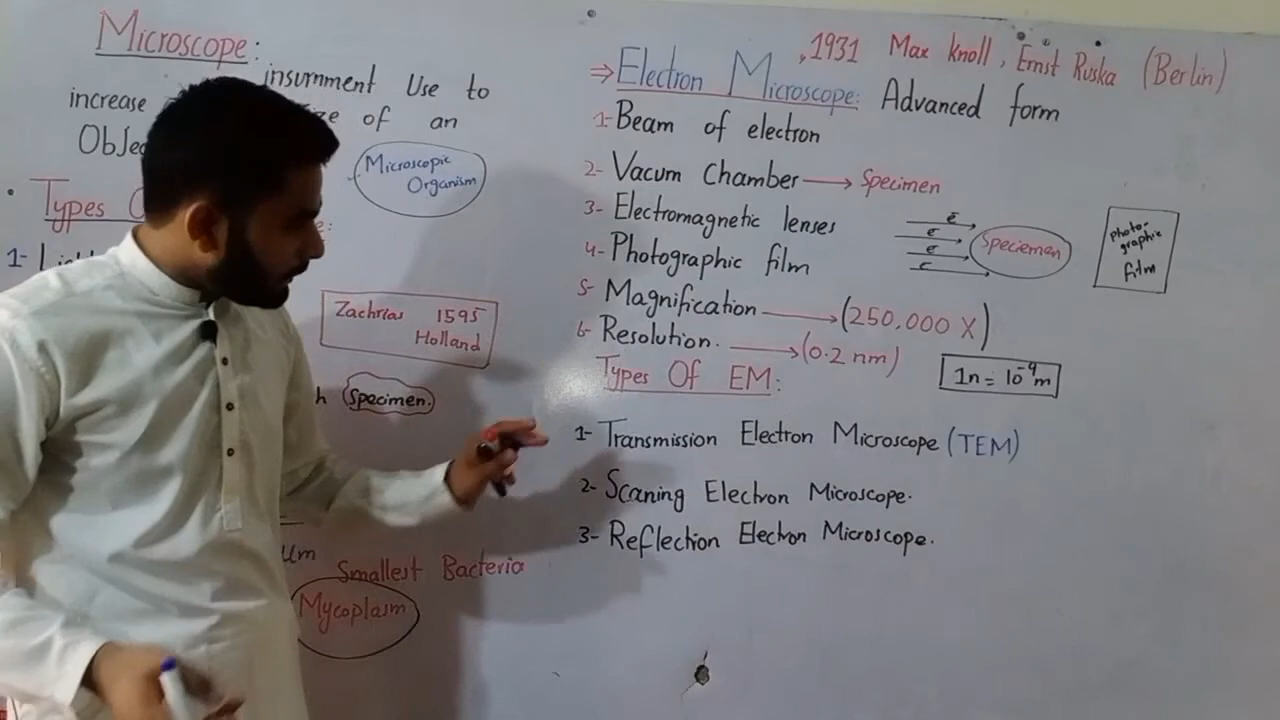 Microscope:
insurnment Use to
increase
of an
Microscopic
Organism
Types
1-
Zachrias 1595
Holland
Specimen.
um
Smallest Bacteria
Mycoplasm
,1931 Max knoll, Ernst Ruska (Berlin)
⇒ Electron Microscope: Advanced form
1- Beam of electron
2- Vacum Chamber → Specimen
3- Electromagnetic lenses
4- Photographic film
5- Magnification → (250,000 X)
6- Resolution. → (0.2 nm)
1n = 10⁻⁹m
e
e
e
e
Speciemen
photo-
graphic
film
Types Of EM:
1- Transmission Electron Microscope (TEM)
2- Scaning Electron Microscope.
3- Reflection Electron Microscope.